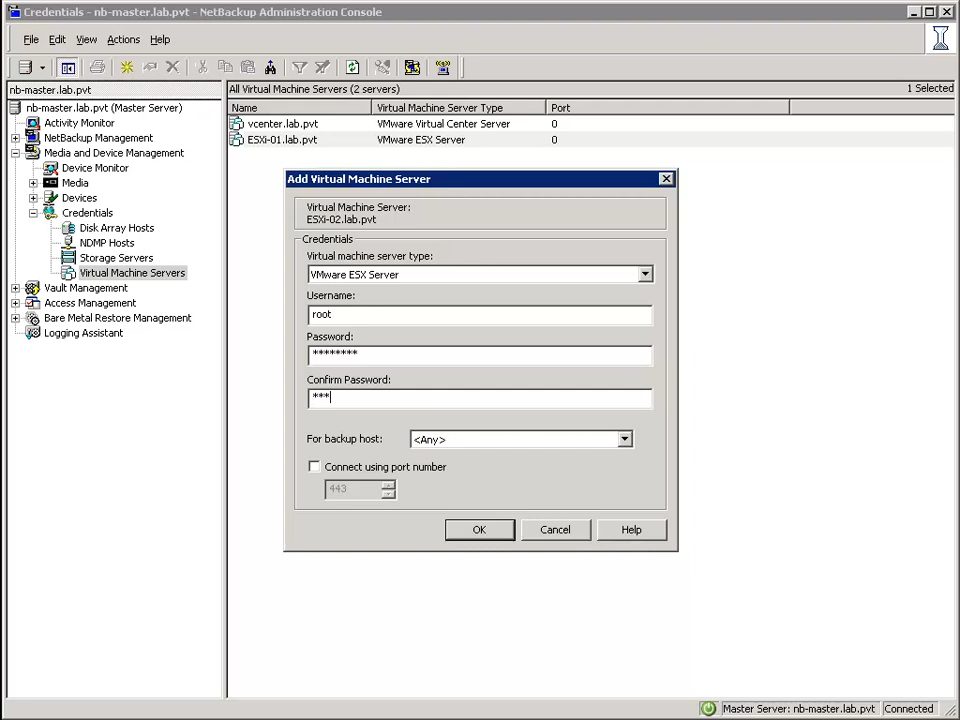 Credentials - nb-master.lab.pvt - NetBackup Administration Console
File Edit View Actions Help
nb-master.lab.pvt
All Virtual Machine Servers (2 servers) 1 Selected
nb-master.lab.pvt (Master Server)
Activity Monitor
NetBackup Management
Media and Device Management
Device Monitor
Media
Devices
Credentials
Disk Array Hosts
NDMP Hosts
Storage Servers
Virtual Machine Servers
Vault Management
Access Management
Bare Metal Restore Management
Logging Assistant
Name Virtual Machine Server Type Port
vcenter.lab.pvt VMware Virtual Center Server 0
ESXi-01.lab.pvt VMware ESX Server 0
Add Virtual Machine Server
Virtual Machine Server:
ESXi-02.lab.pvt
Credentials
Virtual machine server type:
VMware ESX Server
Username:
root
Password:
********
Confirm Password:
***
For backup host: <Any>
Connect using port number
443
OK Cancel Help
Master Server: nb-master.lab.pvt Connected